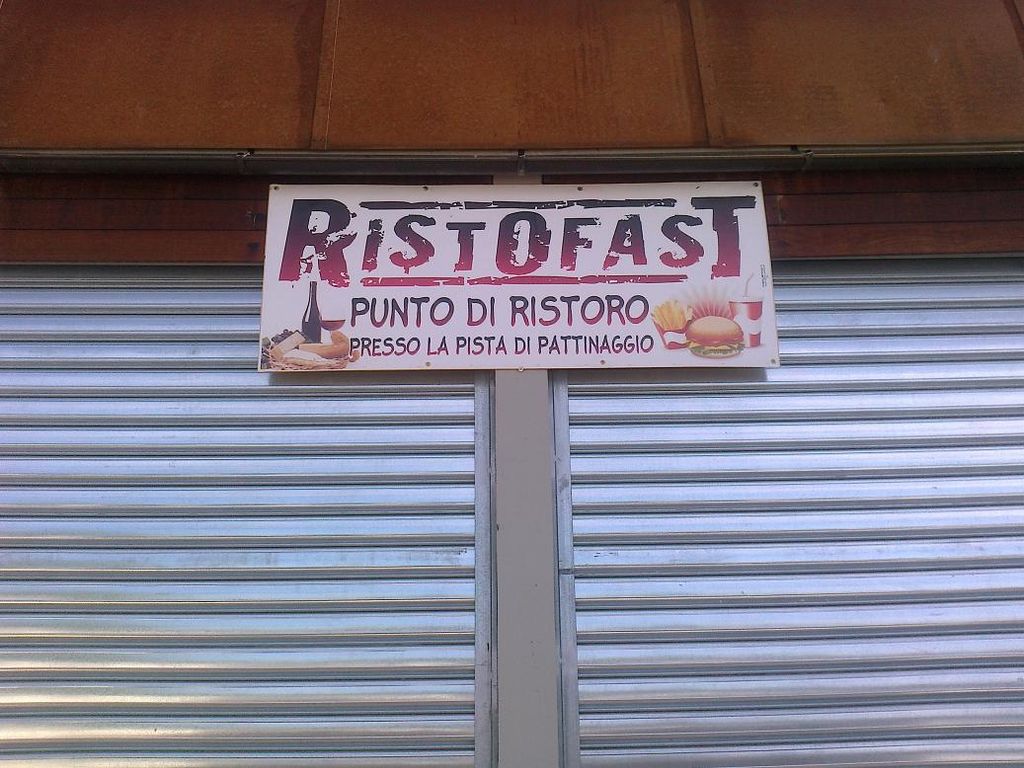 RISTOFAST
PUNTO DI RISTORO
PRESSO LA PISTA DI PATTINAGGIO